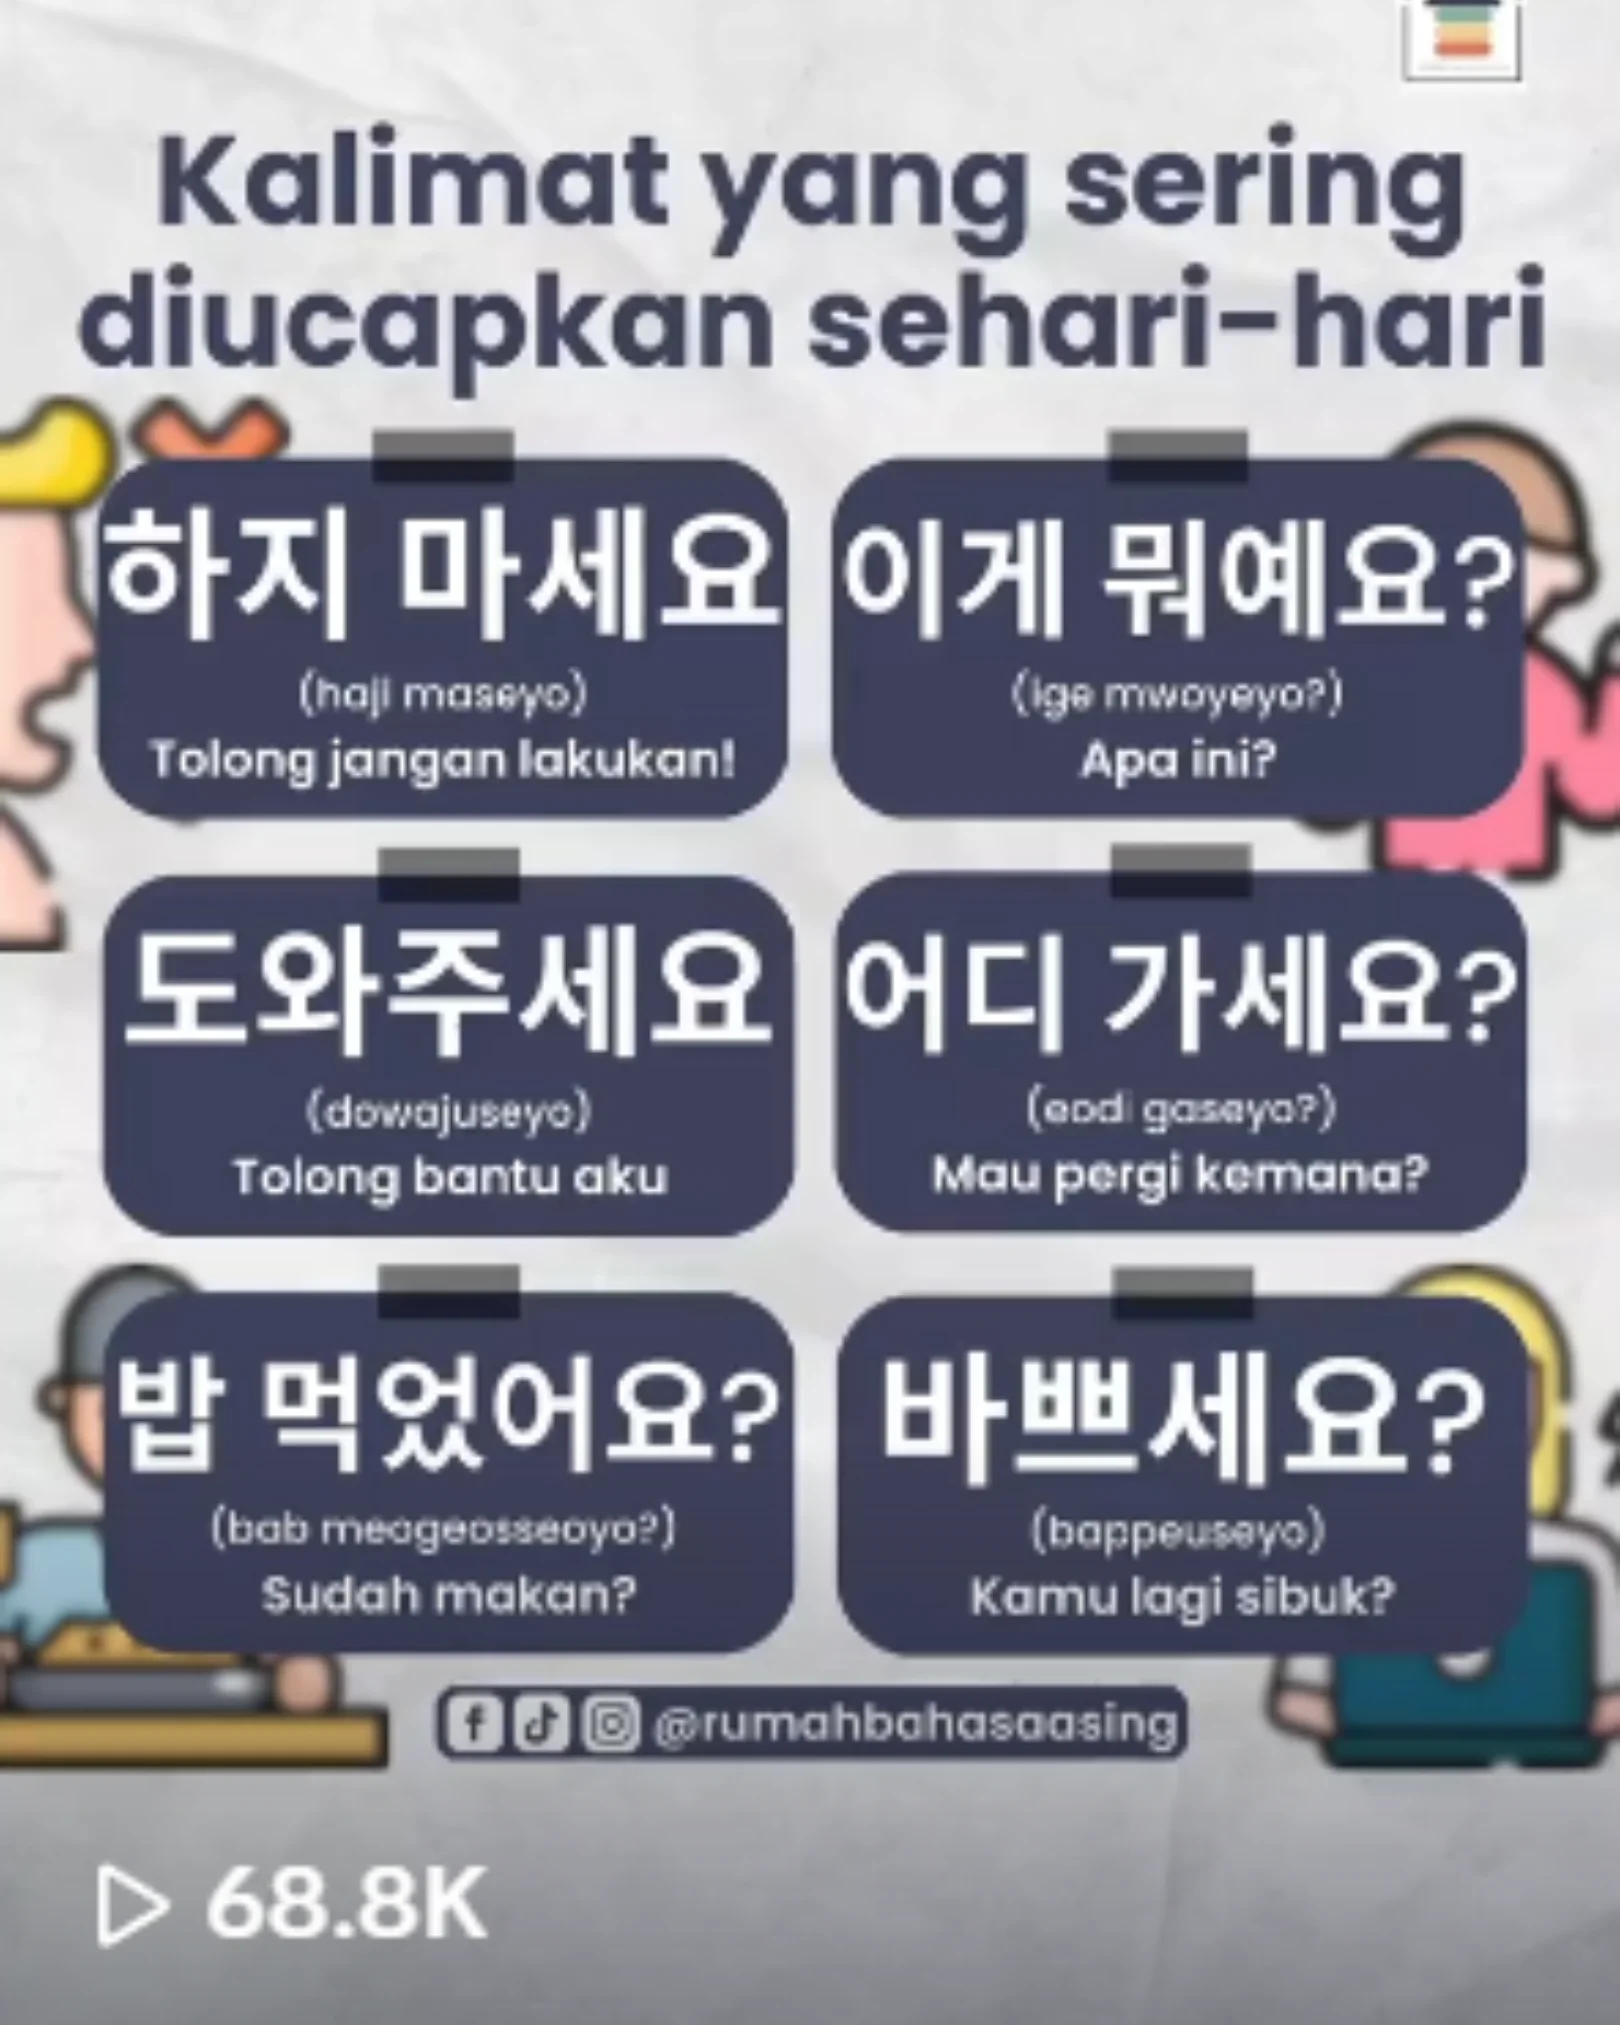 Kalimat yang sering
diucapkan sehari-hari
하지 마세요
(haji maseyo)
Tolong jangan lakukan!
이게 뭐예요?
(ige mwoyeyo?)
Apa ini?
도와주세요
(dowajuseyo)
Tolong bantu aku
어디 가세요?
(eodi gaseyo?)
Mau pergi kemana?
밥 먹었어요?
(bab meogeosseoyo?)
Sudah makan?
바쁘세요?
(bappeuseyo)
Kamu lagi sibuk?
@rumahbahasaasing
68.8K